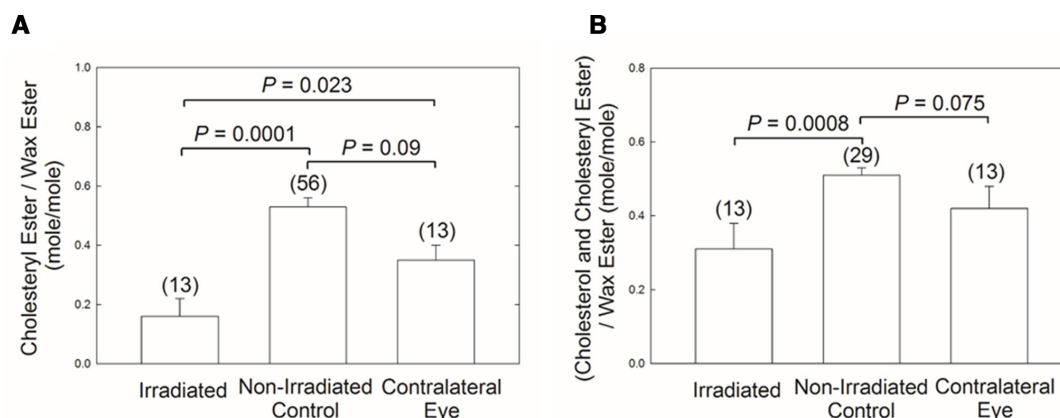 A
Cholesteryl Ester / Wax Ester
(mole/mole)
1.0
0.8
0.6
0.4
0.2
0.0
P = 0.023
P = 0.0001
P = 0.09
(13)
(56)
(13)
Irradiated
Non-Irradiated
Control
Contralateral
Eye
B
(Cholesterol and Cholesteryl Ester)
/ Wax Ester (mole/mole)
0.8
0.6
0.4
0.2
0.0
P = 0.075
P = 0.0008
(13)
(29)
(13)
Irradiated
Non-Irradiated
Control
Contralateral
Eye